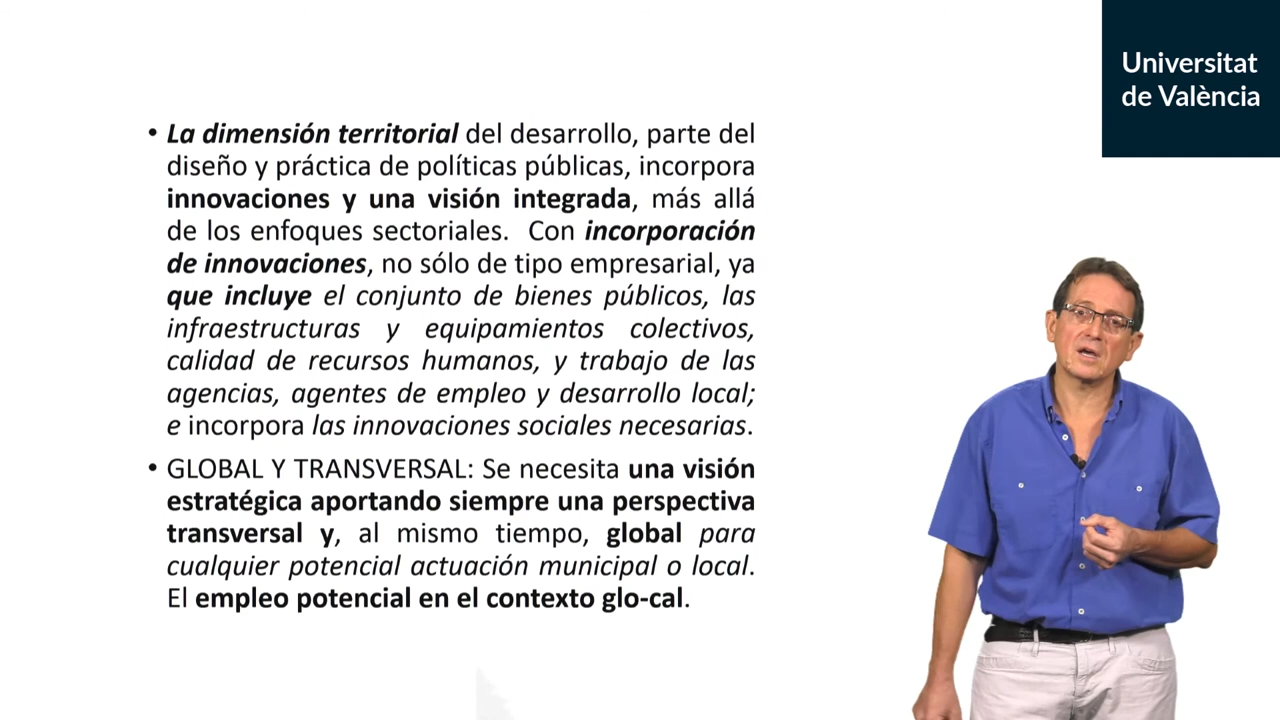 Universitat
de València
• La dimensión territorial del desarrollo, parte del
diseño y práctica de políticas públicas, incorpora
innovaciones y una visión integrada, más allá
de los enfoques sectoriales. Con incorporación
de innovaciones, no sólo de tipo empresarial, ya
que incluye el conjunto de bienes públicos, las
infraestructuras y equipamientos colectivos,
calidad de recursos humanos, y trabajo de las
agencias, agentes de empleo y desarrollo local;
e incorpora las innovaciones sociales necesarias.
• GLOBAL Y TRANSVERSAL: Se necesita una visión
estratégica aportando siempre una perspectiva
transversal y, al mismo tiempo, global para
cualquier potencial actuación municipal o local.
El empleo potencial en el contexto glo-cal.